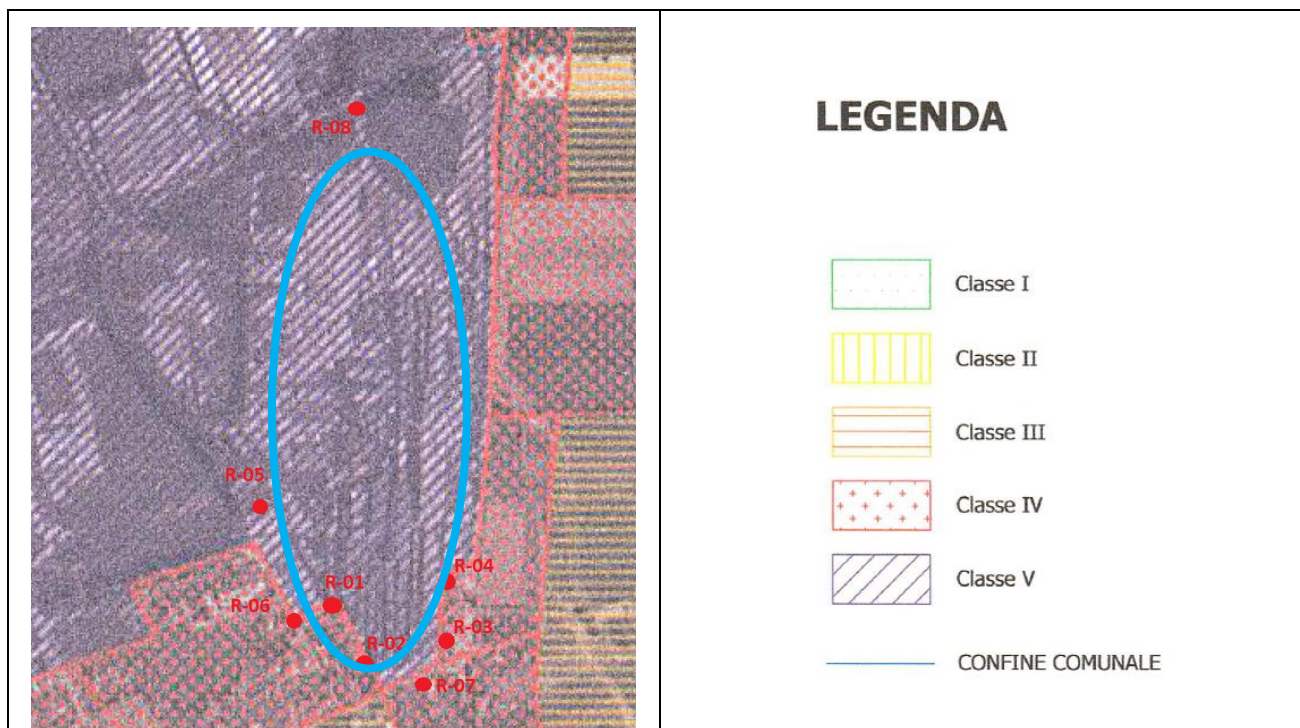 R-08
R-05
R-04
R-01
R-06
R-03
R-02
R-07
LEGENDA
Classe I
Classe II
Classe III
Classe IV
Classe V
CONFINE COMUNALE